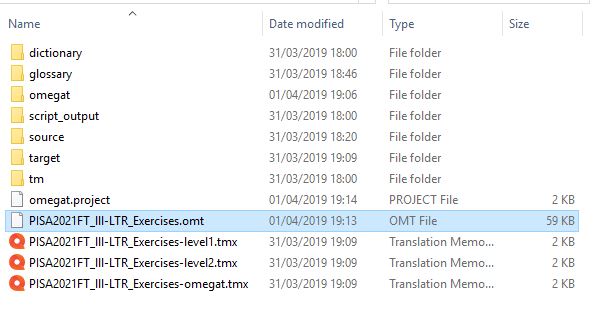 Name Date modified Type Size
dictionary 31/03/2019 18:00 File folder
glossary 31/03/2019 18:46 File folder
omegat 01/04/2019 19:06 File folder
script_output 31/03/2019 18:00 File folder
source 31/03/2019 18:20 File folder
target 31/03/2019 19:09 File folder
tm 31/03/2019 18:00 File folder
omegat.project 01/04/2019 19:14 PROJECT File 2 KB
PISA2021FT_III-LTR_Exercises.omt 01/04/2019 19:13 OMT File 59 KB
PISA2021FT_III-LTR_Exercises-level1.tmx 31/03/2019 19:09 Translation Memo... 2 KB
PISA2021FT_III-LTR_Exercises-level2.tmx 31/03/2019 19:09 Translation Memo... 2 KB
PISA2021FT_III-LTR_Exercises-omegat.tmx 31/03/2019 19:09 Translation Memo... 2 KB